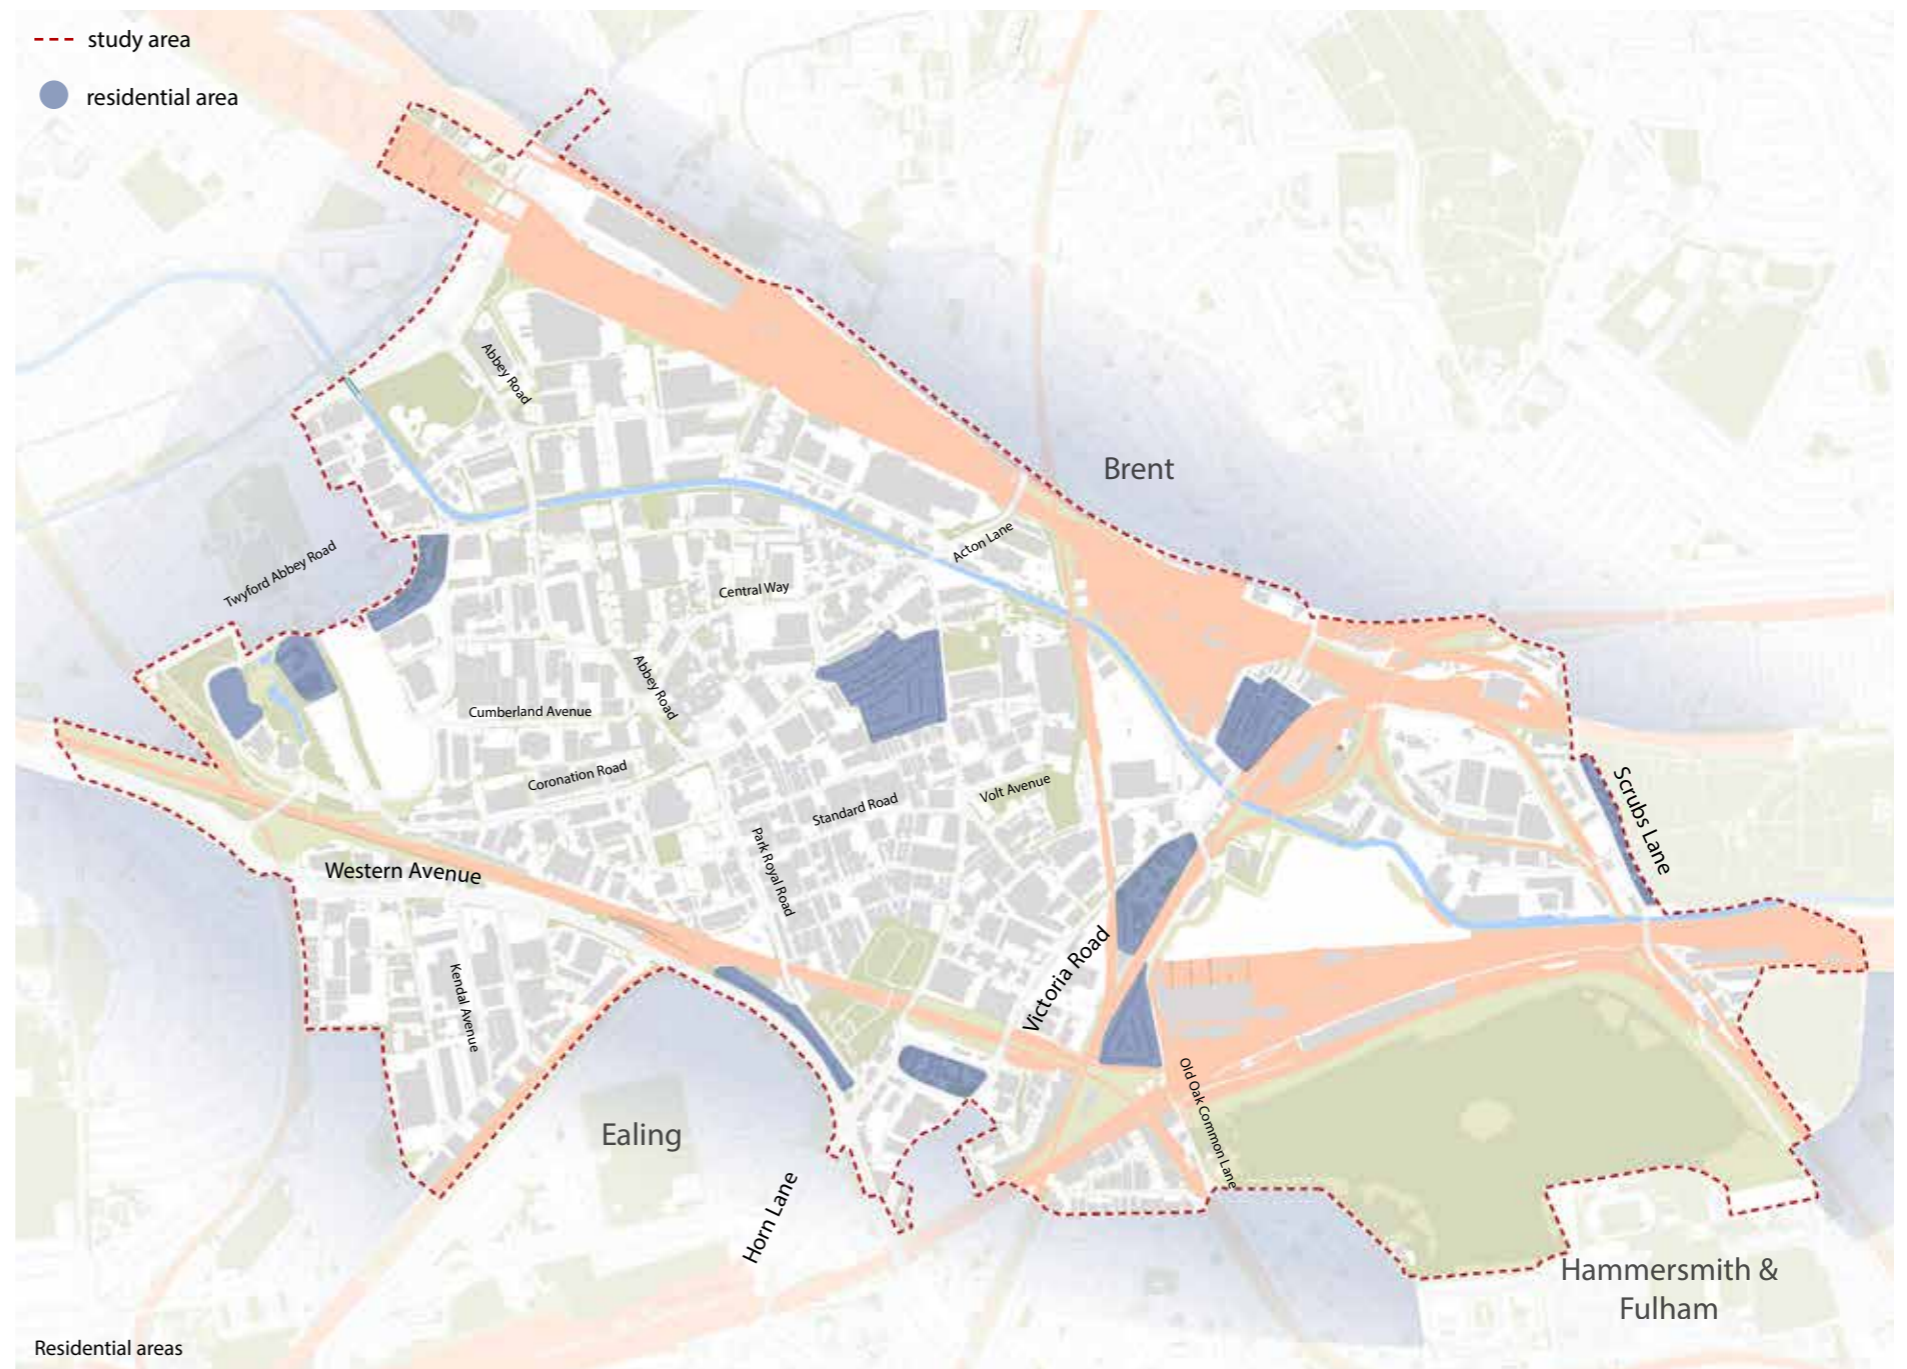 study area
residential area
Abbey Road
Brent
Acton Lane
Twyford Abbey Road
Central Way
Abbey Road
Cumberland Avenue
Coronation Road
Volt Avenue
Standard Road
Scrubs Lane
Park Royal Road
Western Avenue
Victoria Road
Kendal Avenue
Old Oak Common Lane
Ealing
Horn Lane
Hammersmith &
Fulham
Residential areas